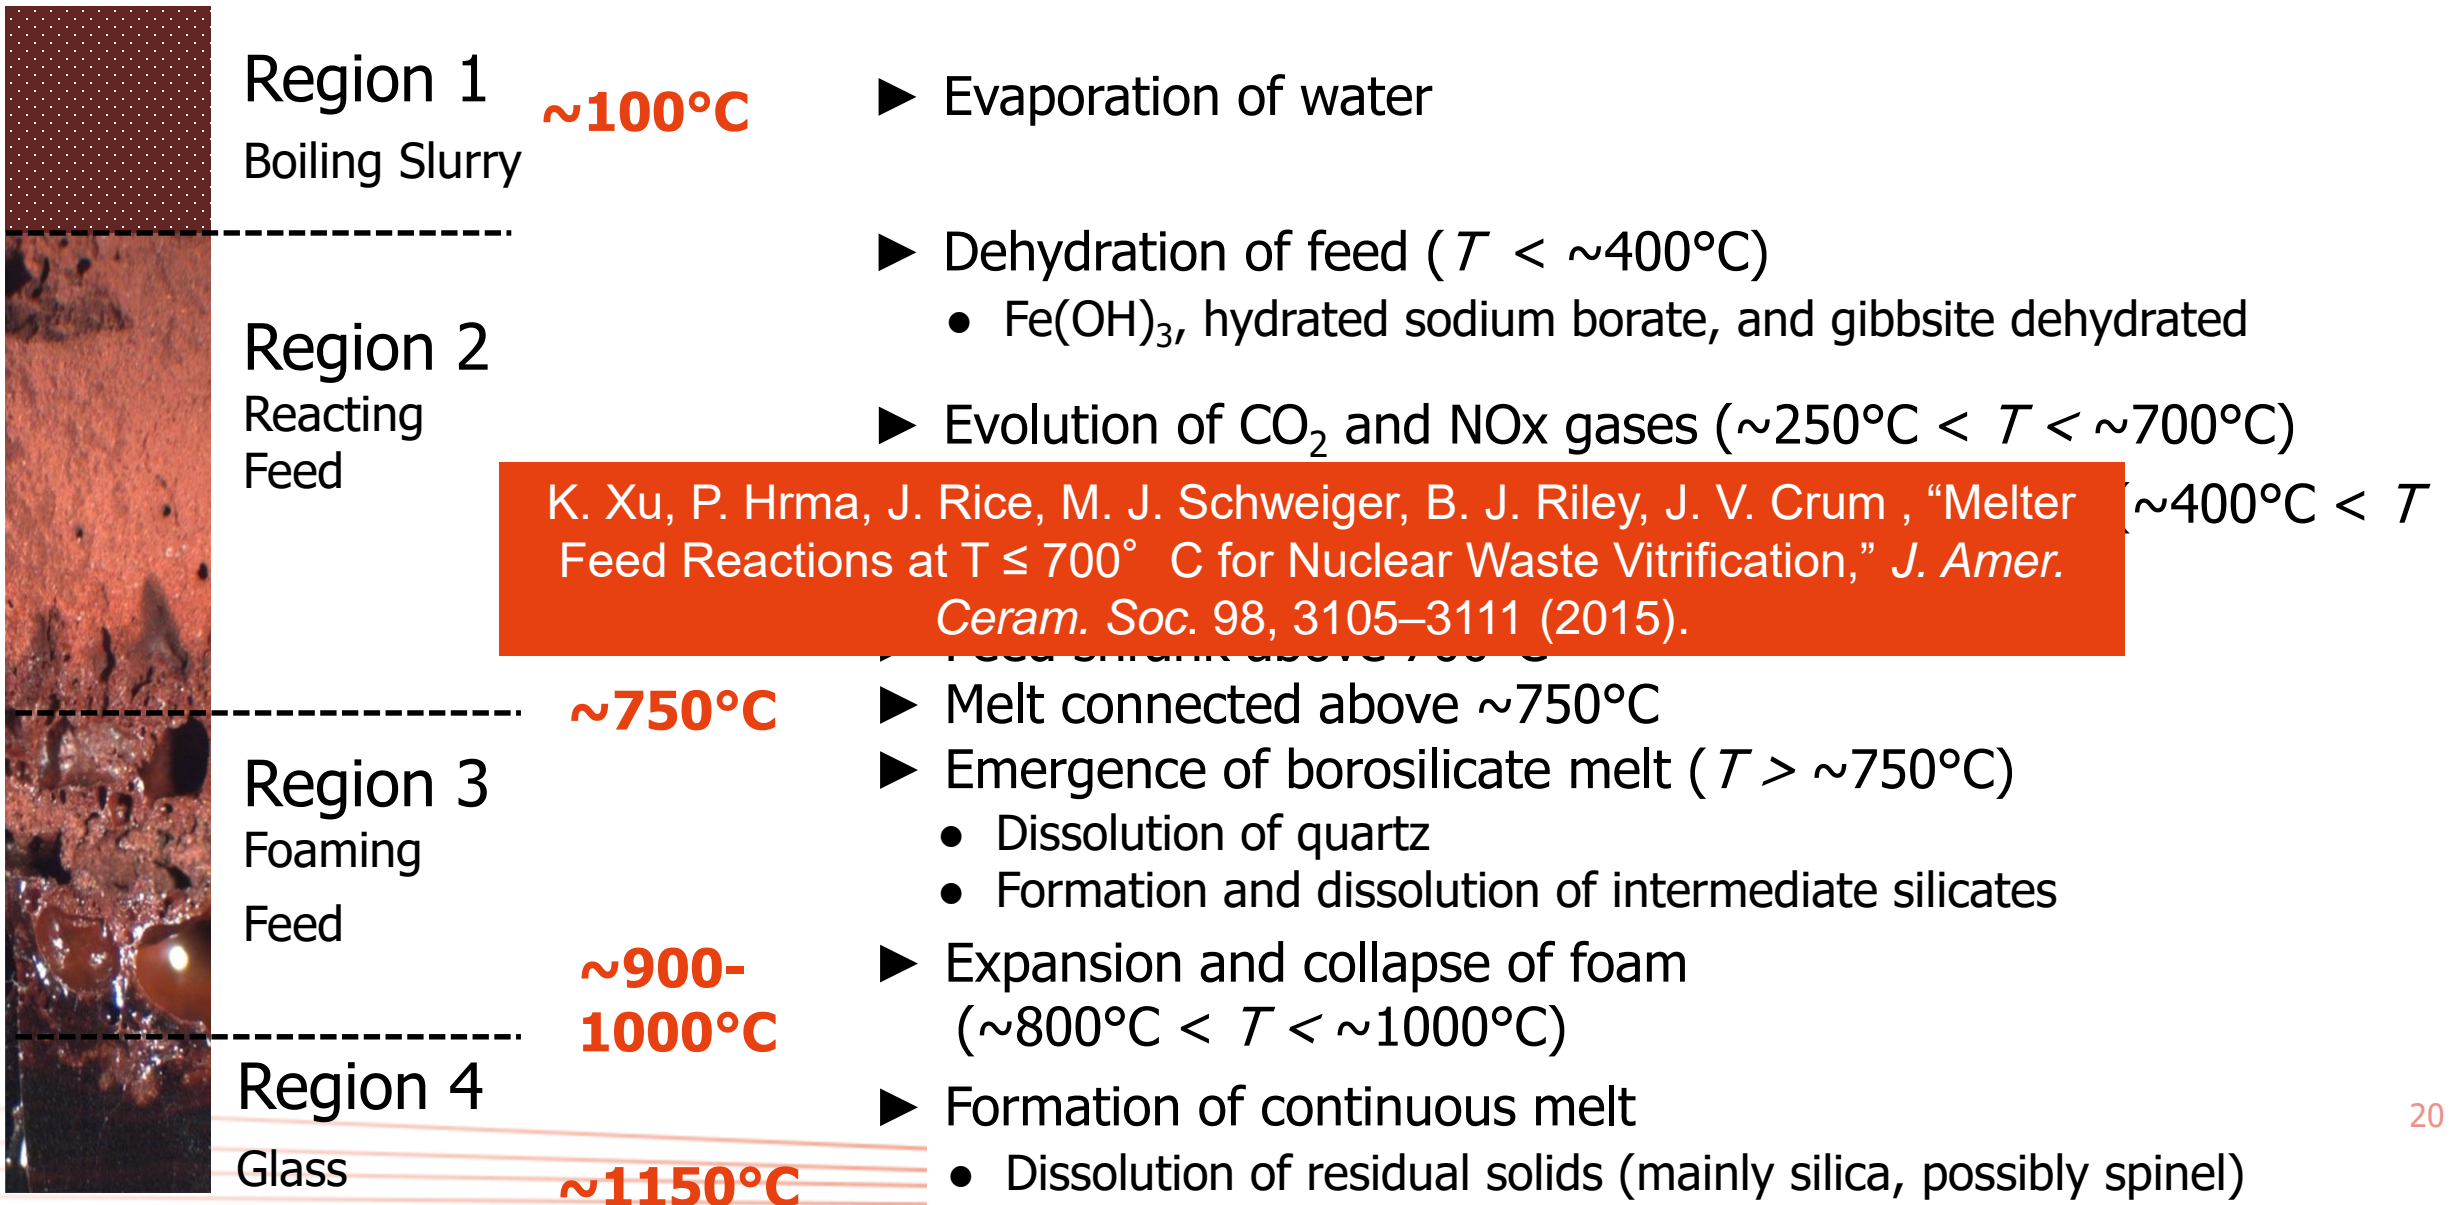 Region 1
~100°C
► Evaporation of water
Boiling Slurry
► Dehydration of feed (T < ~400°C)
● Fe(OH)₃, hydrated sodium borate, and gibbsite dehydrated
Region 2
Reacting
Feed
► Evolution of CO₂ and NOx gases (~250°C < T < ~700°C)
(~400°C < T
K. Xu, P. Hrma, J. Rice, M. J. Schweiger, B. J. Riley, J. V. Crum , “Melter
Feed Reactions at T ≤ 700° C for Nuclear Waste Vitrification,” J. Amer.
Ceram. Soc. 98, 3105–3111 (2015).
~750°C
► Melt connected above ~750°C
Region 3
Foaming
Feed
► Emergence of borosilicate melt (T > ~750°C)
● Dissolution of quartz
● Formation and dissolution of intermediate silicates
~900-
1000°C
► Expansion and collapse of foam
(~800°C < T < ~1000°C)
Region 4
Glass
~1150°C
► Formation of continuous melt
● Dissolution of residual solids (mainly silica, possibly spinel)
20